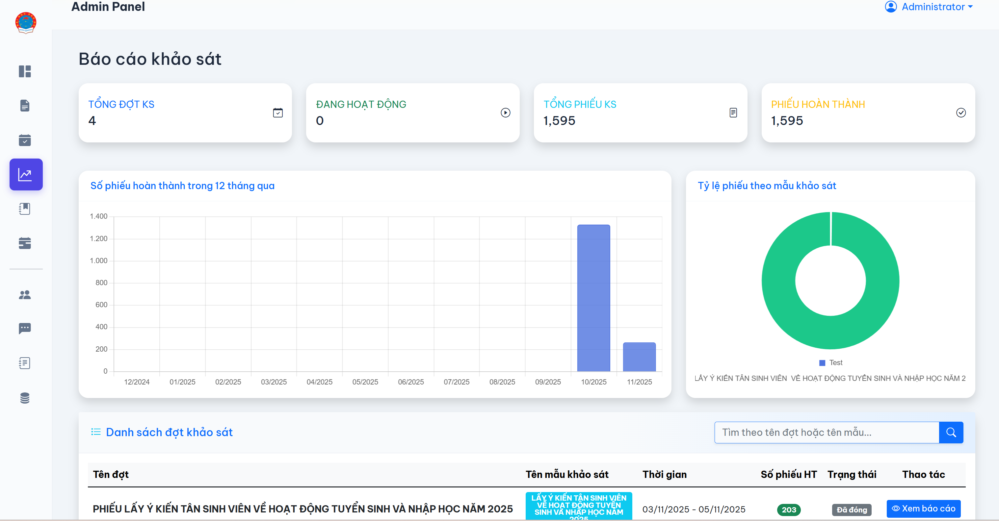 Admin Panel
Administrator
Báo cáo khảo sát
TỔNG ĐỢT KS
4
ĐANG HOẠT ĐỘNG
0
TỔNG PHIẾU KS
1,595
PHIẾU HOÀN THÀNH
1,595
Số phiếu hoàn thành trong 12 tháng qua
1.400
1.200
1.000
800
600
400
200
0
12/2024 01/2025 02/2025 03/2025 04/2025 05/2025 06/2025 07/2025 08/2025 09/2025 10/2025 11/2025
Tỷ lệ phiếu theo mẫu khảo sát
Test
LẤY Ý KIẾN TÂN SINH VIÊN VỀ HOẠT ĐỘNG TUYỂN SINH VÀ NHẬP HỌC NĂM 2
Danh sách đợt khảo sát
Tìm theo tên đợt hoặc tên mẫu...
Tên đợt Tên mẫu khảo sát Thời gian Số phiếu HT Trạng thái Thao tác
PHIẾU LẤY Ý KIẾN TÂN SINH VIÊN VỀ HOẠT ĐỘNG TUYỂN SINH VÀ NHẬP HỌC NĂM 2025
LẤY Ý KIẾN TÂN SINH VIÊN
VỀ HOẠT ĐỘNG TUYỂN
SINH VÀ NHẬP HỌC NĂM
2025
03/11/2025 - 05/11/2025
203
Đã đóng
Xem báo cáo